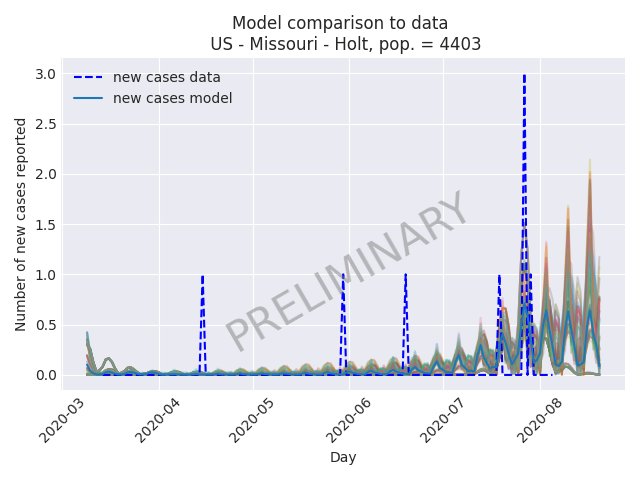 Model comparison to data
US - Missouri - Holt, pop. = 4403
new cases data
new cases model
Number of new cases reported
3.0
2.5
2.0
1.5
1.0
0.5
0.0
PRELIMINARY
2020-03
2020-04
2020-05
2020-06
2020-07
2020-08
Day